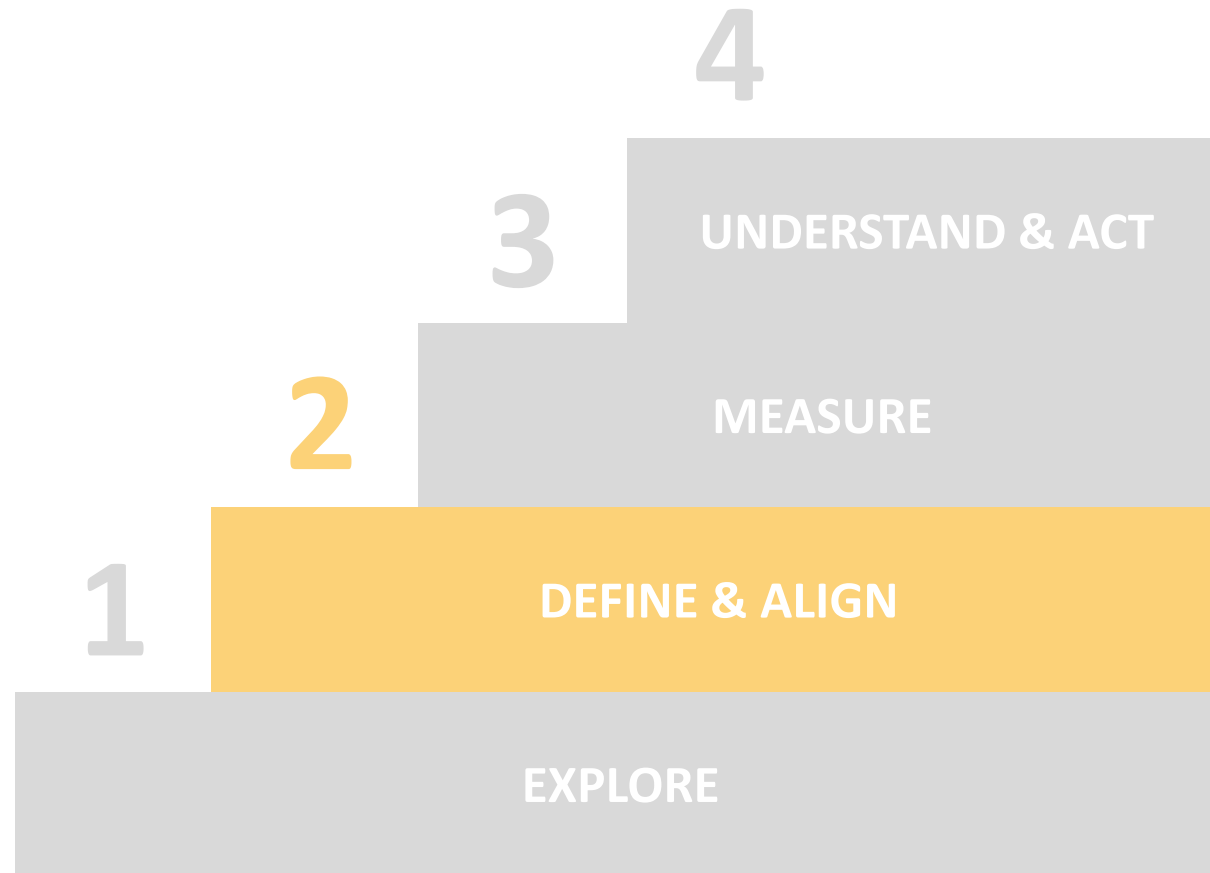 4
UNDERSTAND & ACT
3
MEASURE
2
DEFINE & ALIGN
1
EXPLORE